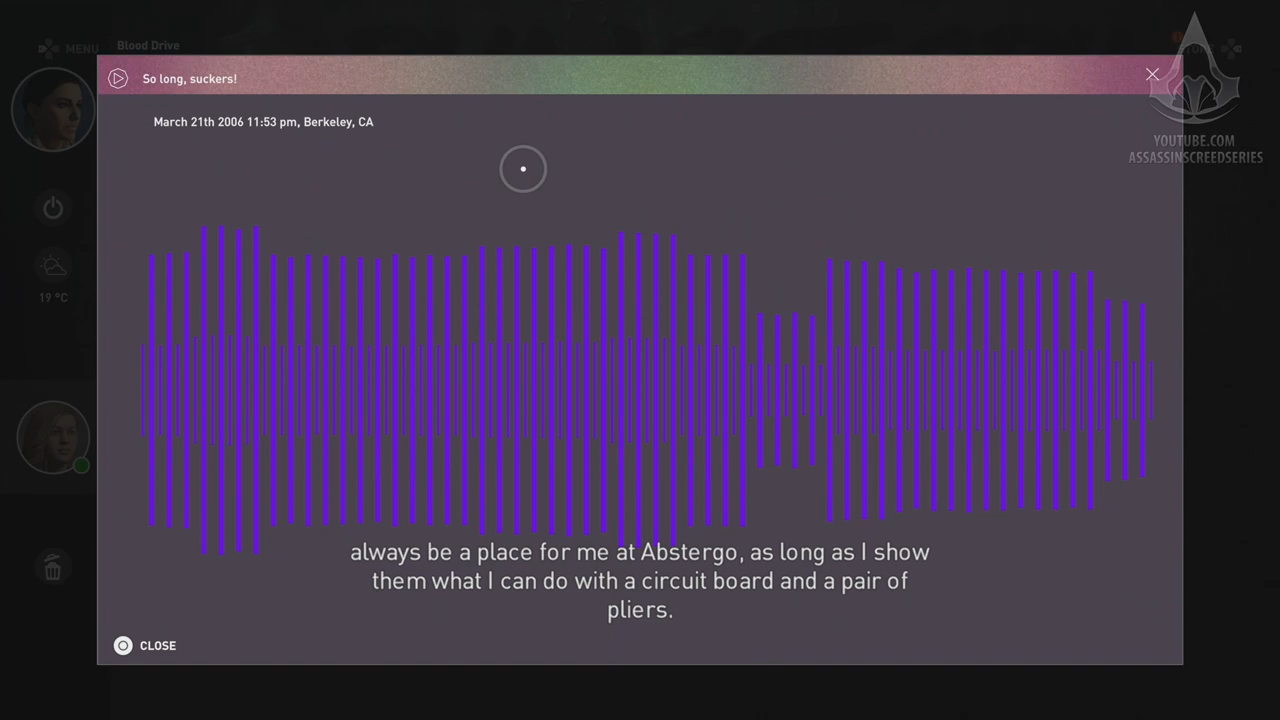 MENU
Blood Drive
So long, suckers!
March 21th 2006 11:53 pm, Berkeley, CA
YOUTUBE.COM
ASSASSINSCREEDSERIES
19 °C
always be a place for me at Abstergo, as long as I show
them what I can do with a circuit board and a pair of
pliers.
CLOSE